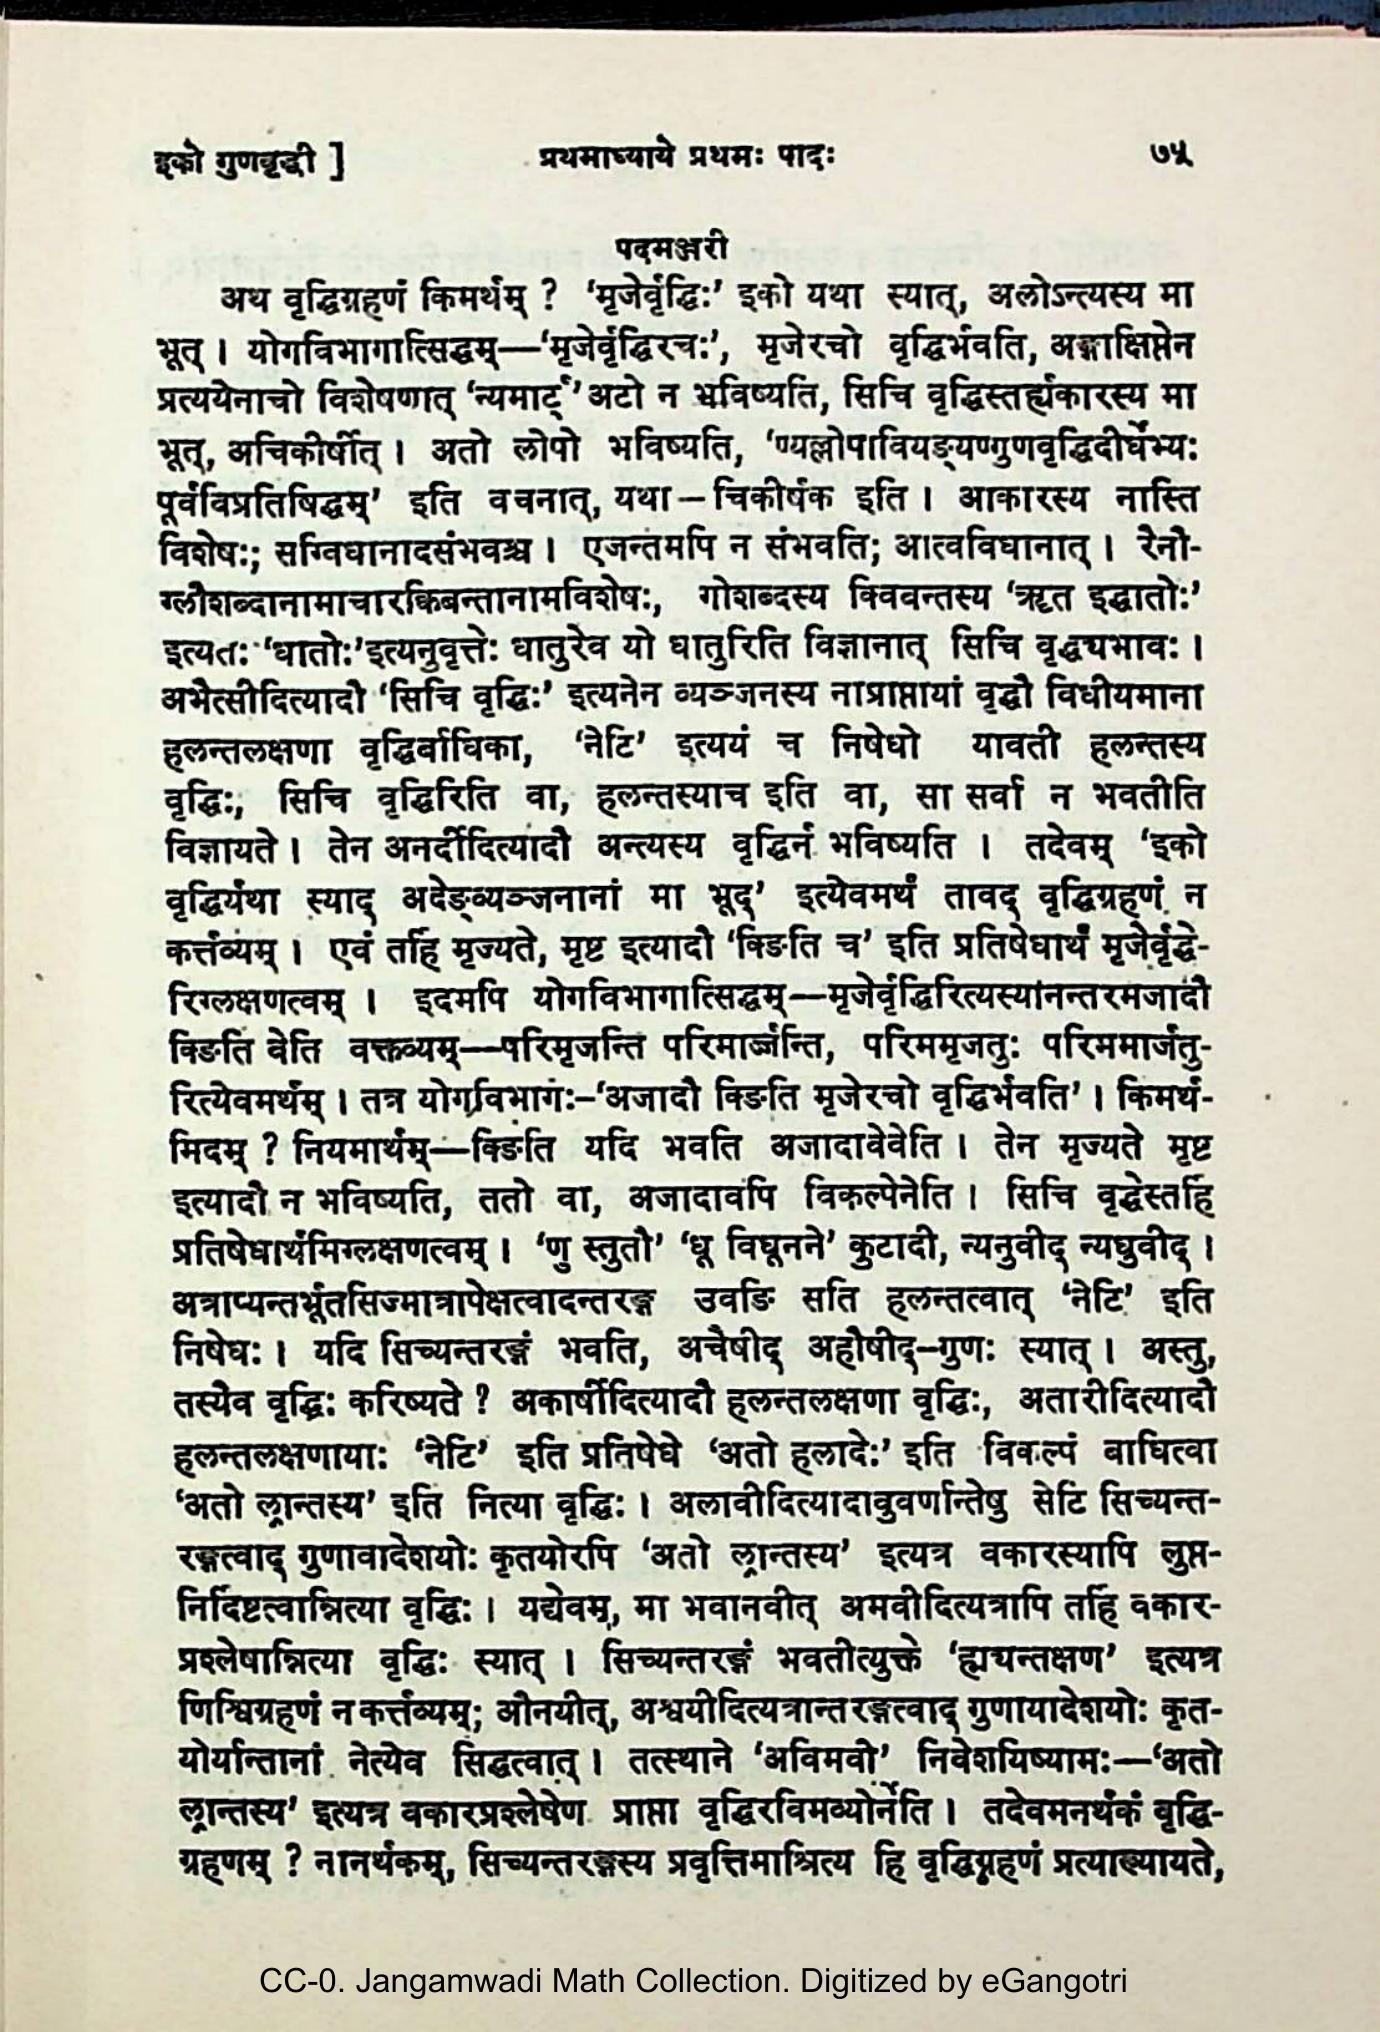 इको गुणवृद्धी ]
प्रथमाध्याये प्रथमः पादः
७५
पदमञ्जरी
अथ वृद्धिग्रहणं किमर्थम् ? ‘मृजेर्वृद्धिः’ इको यथा स्यात्, अलोऽन्त्यस्य मा
भूत् । योगविभागात्सिद्धम्—‘मृजेर्वृद्धिरचः’, मृजेरचो वृद्धिर्भवति, अङ्गाक्षिप्तेन
प्रत्ययेनाचो विशेषणात् ‘न्यमार्ट्’ अटो न भविष्यति, सिचि वृद्धिस्तर्ह्यकारस्य मा
भूत्, अचिकीर्षीत् । अतो लोपो भविष्यति, ‘ण्यल्लोपावियङ्यण्गुणवृद्धिदीर्घेभ्यः
पूर्वविप्रतिषिद्धम्’ इति वचनात्, यथा – चिकीर्षक इति । आकारस्य नास्ति
विशेषः; सग्विधानादसंभवश्च । एजन्तमपि न संभवति; आत्वविधानात् । रैनौ-
ग्लौशब्दानामाचारक्विबन्तानामविशेषः, गोशब्दस्य क्विवन्तस्य ‘ॠत इद्धातोः’
इत्यतः ‘धातोः’इत्यनुवृत्तेः धातुरेव यो धातुरिति विज्ञानात् सिचि वृद्ध्यभावः ।
अभैत्सीदित्यादौ ‘सिचि वृद्धिः’ इत्यनेन व्यञ्जनस्य नाप्राप्तायां वृद्धौ विधीयमाना
हलन्तलक्षणा वृद्धिर्बाधिका, ‘नेटि’ इत्ययं च निषेधो यावती हलन्तस्य
वृद्धिः, सिचि वृद्धिरिति वा, हलन्तस्याच इति वा, सा सर्वा न भवतीति
विज्ञायते । तेन अनर्दीदित्यादौ अन्त्यस्य वृद्धिर्न भविष्यति । तदेवम् ‘इको
वृद्धिर्यथा स्याद् अदेङ्व्यञ्जनानां मा भूद्’ इत्येवमर्थं तावद् वृद्धिग्रहणं न
कर्त्तव्यम् । एवं तर्हि मृज्यते, मृष्ट इत्यादौ ‘क्ङिति च’ इति प्रतिषेधार्थं मृजेर्वृद्धे-
रिग्लक्षणत्वम् । इदमपि योगविभागात्सिद्धम्—मृजेर्वृद्धिरित्यस्यानन्तरमजादौ
क्ङिति वेति वक्तव्यम्—परिमृजन्ति परिमार्ज्जन्ति, परिममृजतुः परिममार्जतु-
रित्येवमर्थम् । तत्र योगविभागः–‘अजादौ क्ङिति मृजेरचो वृद्धिर्भवति’ । किमर्थ-
मिदम् ? नियमार्थम्—क्ङिति यदि भवति अजादावेवेति । तेन मृज्यते मृष्ट
इत्यादौ न भविष्यति, ततो वा, अजादावपि विकल्पेनेति । सिचि वृद्धेस्तर्हि
प्रतिषेधार्थमिग्लक्षणत्वम् । ‘णु स्तुतौ’ ‘धू विधूनने’ कुटादी, न्यनुवीद् न्यधुवीद् ।
अत्राप्यन्तर्भूतसिज्मात्रापेक्षत्वादन्तरङ्ग उवङि सति हलन्तत्वात् ‘नेटि’ इति
निषेधः । यदि सिच्यन्तरङ्गं भवति, अचैषीद् अहौषीद्–गुणः स्यात् । अस्तु,
तस्यैव वृद्धिः करिष्यते ? अकार्षीदित्यादौ हलन्तलक्षणा वृद्धिः, अतारीदित्यादौ
हलन्तलक्षणायाः ‘नेटि’ इति प्रतिषेधे ‘अतो हलादेः’ इति विकल्पं बाधित्वा
‘अतो ल्रान्तस्य’ इति नित्या वृद्धिः । अलावीदित्यादावुवर्णान्तेषु सेटि सिच्यन्त-
रङ्गत्वाद् गुणावादेशयोः कृतयोरपि ‘अतो ल्रान्तस्य’ इत्यत्र वकारस्यापि लुप्त-
निर्दिष्टत्वान्नित्या वृद्धिः । यद्येवम्, मा भवानवीत् अमवीदित्यत्रापि तर्हि वकार-
प्रश्लेषान्नित्या वृद्धिः स्यात् । सिच्यन्तरङ्गं भवतीत्युक्ते ‘ह्म्यन्तक्षण’ इत्यत्र
णिश्विग्रहणं न कर्त्तव्यम्; औनयीत्, अश्वयीदित्यत्रान्तरङ्गत्वाद् गुणायादेशयोः कृत-
योर्यान्तानां नेत्येव सिद्धत्वात् । तत्स्थाने ‘अविमवी’ निवेशयिष्यामः—‘अतो
ल्रान्तस्य’ इत्यत्र वकारप्रश्लेषेण प्राप्ता वृद्धिरविमव्योर्नेति । तदेवमनर्थकं वृद्धि-
ग्रहणम् ? नानर्थकम्, सिच्यन्तरङ्गस्य प्रवृत्तिमाश्रित्य हि वृद्धिग्रहणं प्रत्याख्यायते,
CC-0. Jangamwadi Math Collection. Digitized by eGangotri